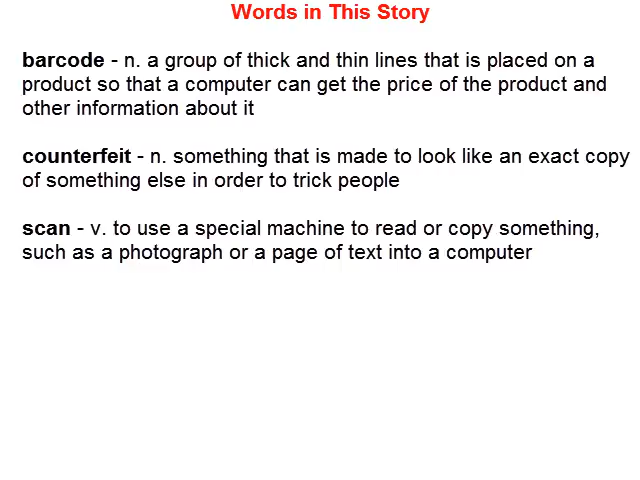 Words in This Story
barcode - n. a group of thick and thin lines that is placed on a
product so that a computer can get the price of the product and
other information about it
counterfeit - n. something that is made to look like an exact copy
of something else in order to trick people
scan - v. to use a special machine to read or copy something,
such as a photograph or a page of text into a computer